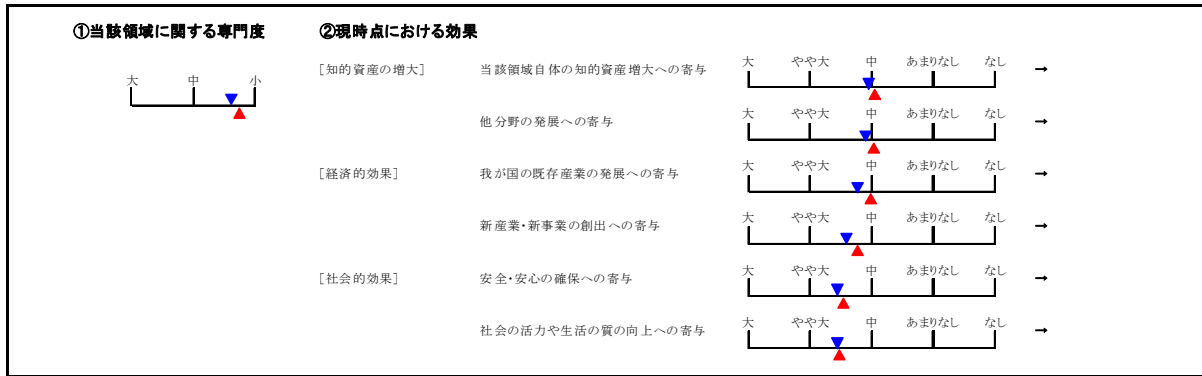 ①当該領域に関する専門度
大 中 小
②現時点における効果
[知的資産の増大] 当該領域自体の知的資産増大への寄与 大 やや大 中 あまりなし なし →
他分野の発展への寄与 大 やや大 中 あまりなし なし →
[経済的効果] 我が国の既存産業の発展への寄与 大 やや大 中 あまりなし なし →
新産業・新事業の創出への寄与 大 やや大 中 あまりなし なし →
[社会的効果] 安全・安心の確保への寄与 大 やや大 中 あまりなし なし →
社会の活力や生活の質の向上への寄与 大 やや大 中 あまりなし なし →